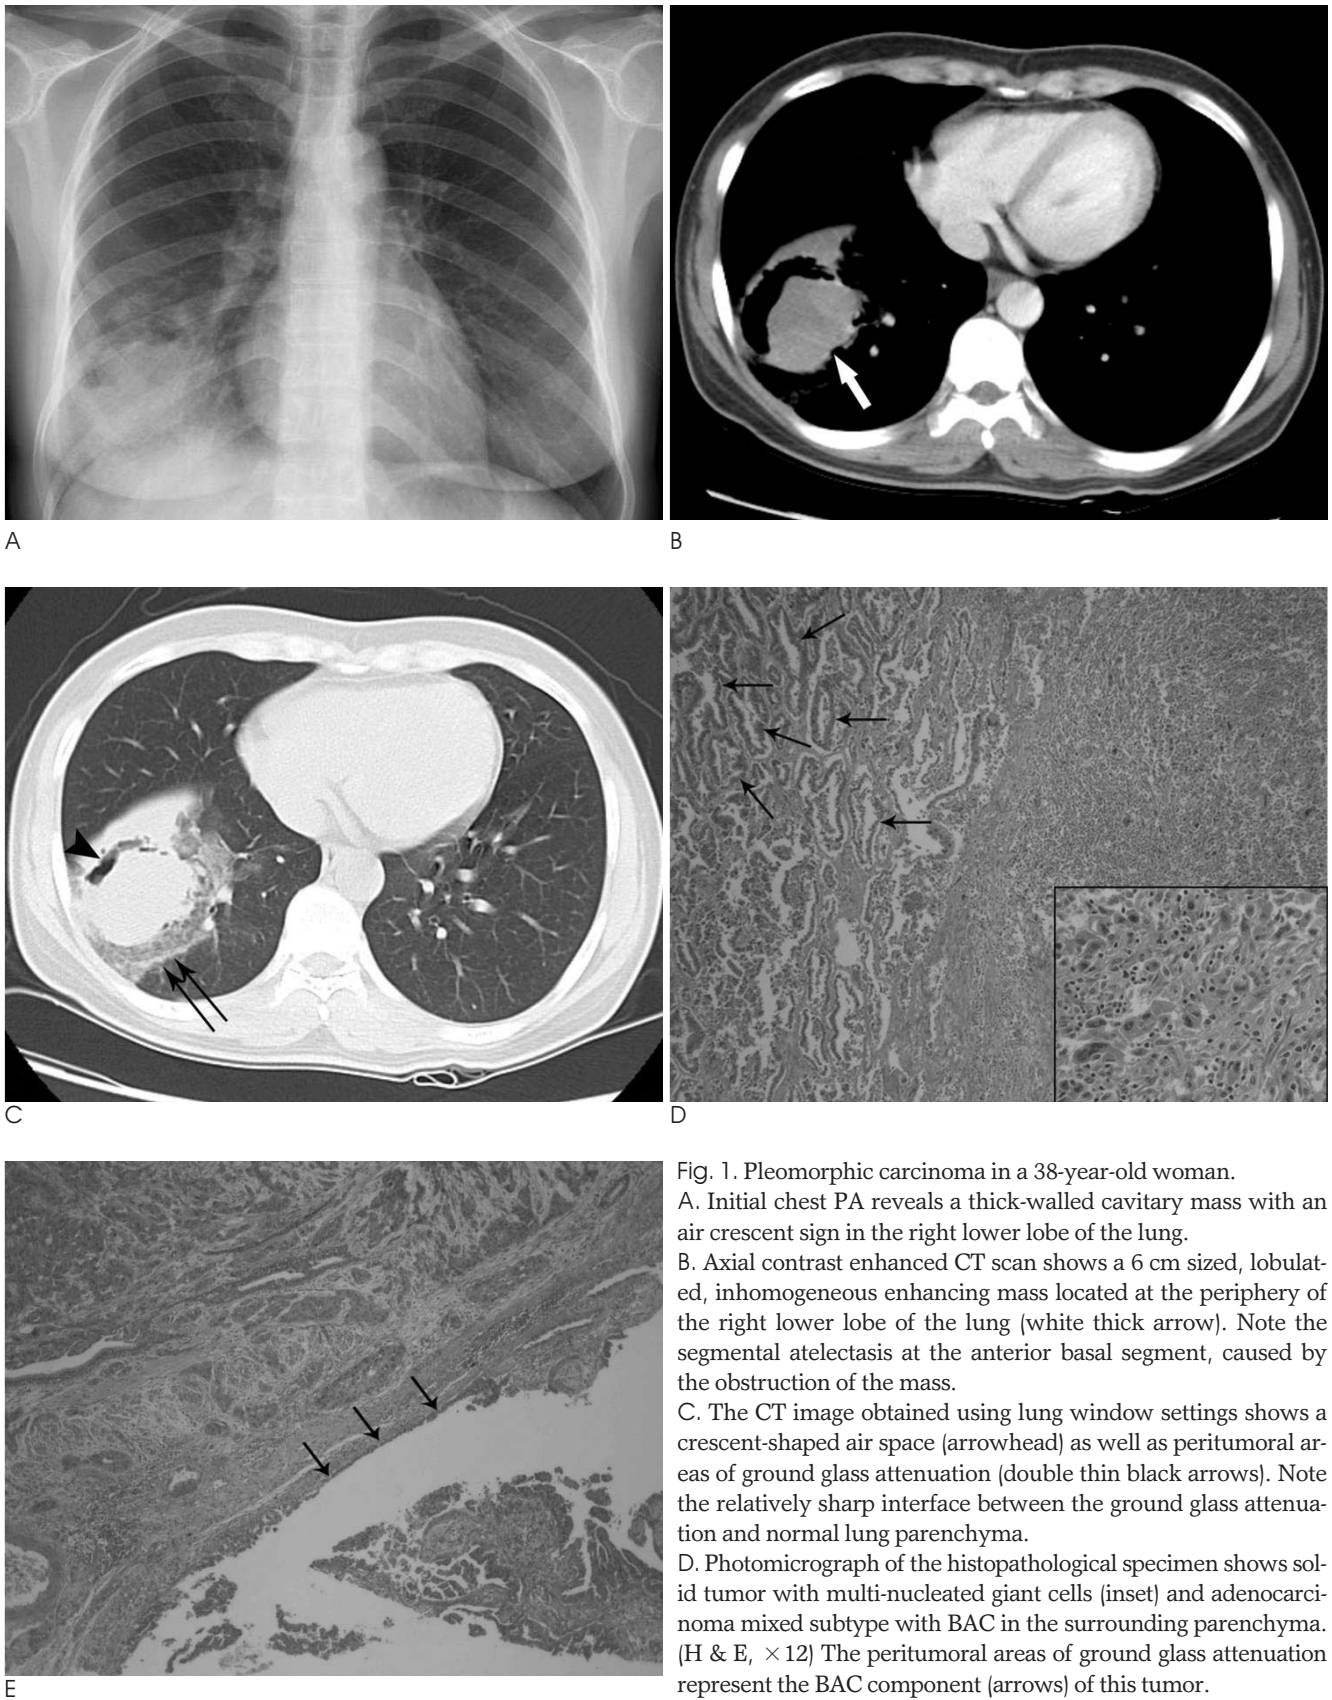 A
B
C
D
E
Fig. 1. Pleomorphic carcinoma in a 38-year-old woman.
A. Initial chest PA reveals a thick-walled cavitary mass with an
air crescent sign in the right lower lobe of the lung.
B. Axial contrast enhanced CT scan shows a 6 cm sized, lobulat-
ed, inhomogeneous enhancing mass located at the periphery of
the right lower lobe of the lung (white thick arrow). Note the
segmental atelectasis at the anterior basal segment, caused by
the obstruction of the mass.
C. The CT image obtained using lung window settings shows a
crescent-shaped air space (arrowhead) as well as peritumoral ar-
eas of ground glass attenuation (double thin black arrows). Note
the relatively sharp interface between the ground glass attenua-
tion and normal lung parenchyma.
D. Photomicrograph of the histopathological specimen shows sol-
id tumor with multi-nucleated giant cells (inset) and adenocarci-
noma mixed subtype with BAC in the surrounding parenchyma.
(H & E, ×12) The peritumoral areas of ground glass attenuation
represent the BAC component (arrows) of this tumor.